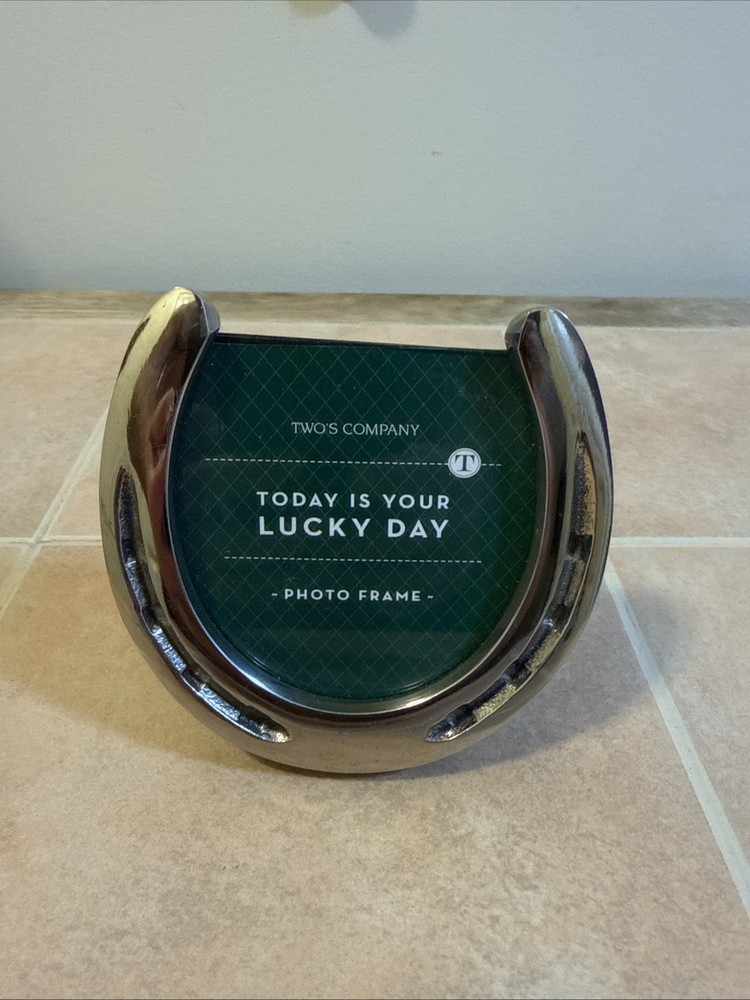 TWO'S COMPANY
T
TODAY IS YOUR
LUCKY DAY
- PHOTO FRAME -